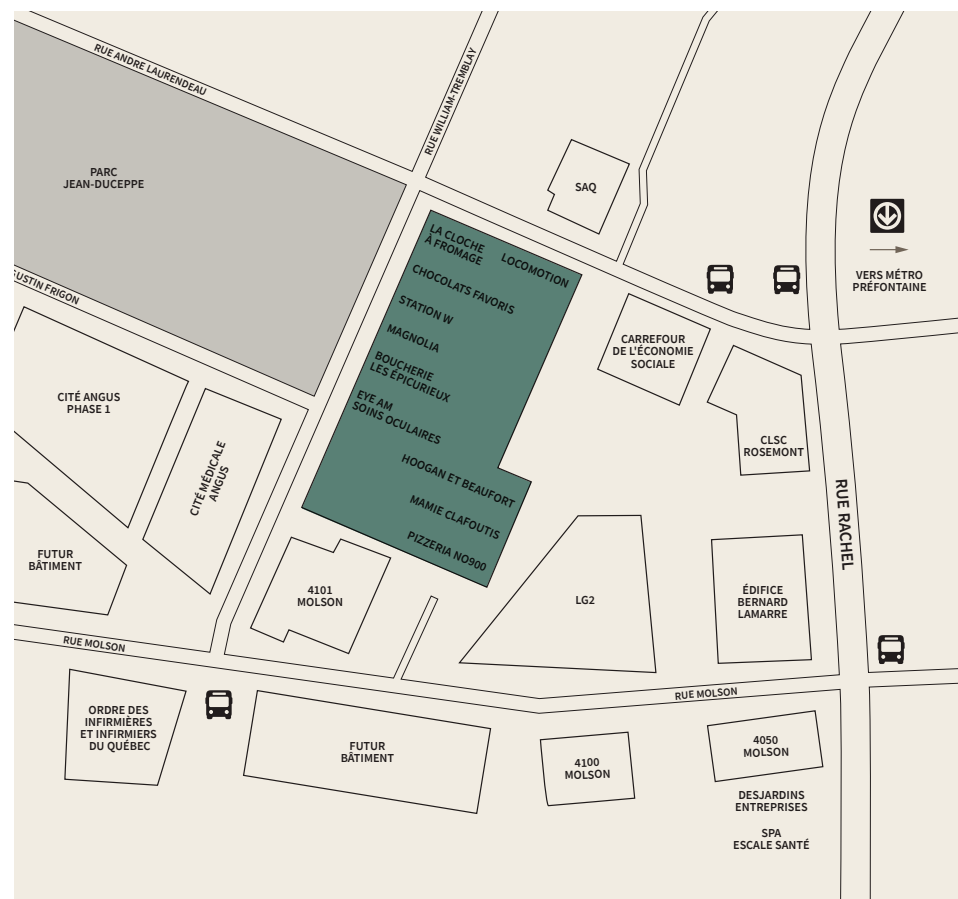 RUE ANDRE LAURENDEAU
RUE WILLIAM-TREMBLAY
PARC
JEAN-DUCEPPE
SAQ
VERS MÉTRO
PRÉFONTAINE
USTIN FRIGON
LA CLOCHE
À FROMAGE
LOCOMOTION
CHOCOLATS FAVORIS
STATION W
MAGNOLIA
BOUCHERIE
LES ÉPICURIEUX
EYE AM
SOINS OCULAIRES
HOOGAN ET BEAUFORT
MAMIE CLAFOUTIS
PIZZERIA NO900
CARREFOUR
DE L'ÉCONOMIE
SOCIALE
CLSC
ROSEMONT
CITÉ ANGUS
PHASE 1
CITÉ MÉDICALE
ANGUS
RUE RACHEL
FUTUR
BÂTIMENT
4101
MOLSON
LG2
ÉDIFICE
BERNARD
LAMARRE
RUE MOLSON
RUE MOLSON
ORDRE DES
INFIRMIÈRES
ET INFIRMIERS
DU QUÉBEC
FUTUR
BÂTIMENT
4100
MOLSON
4050
MOLSON
DESJARDINS
ENTREPRISES
SPA
ESCALE SANTÉ